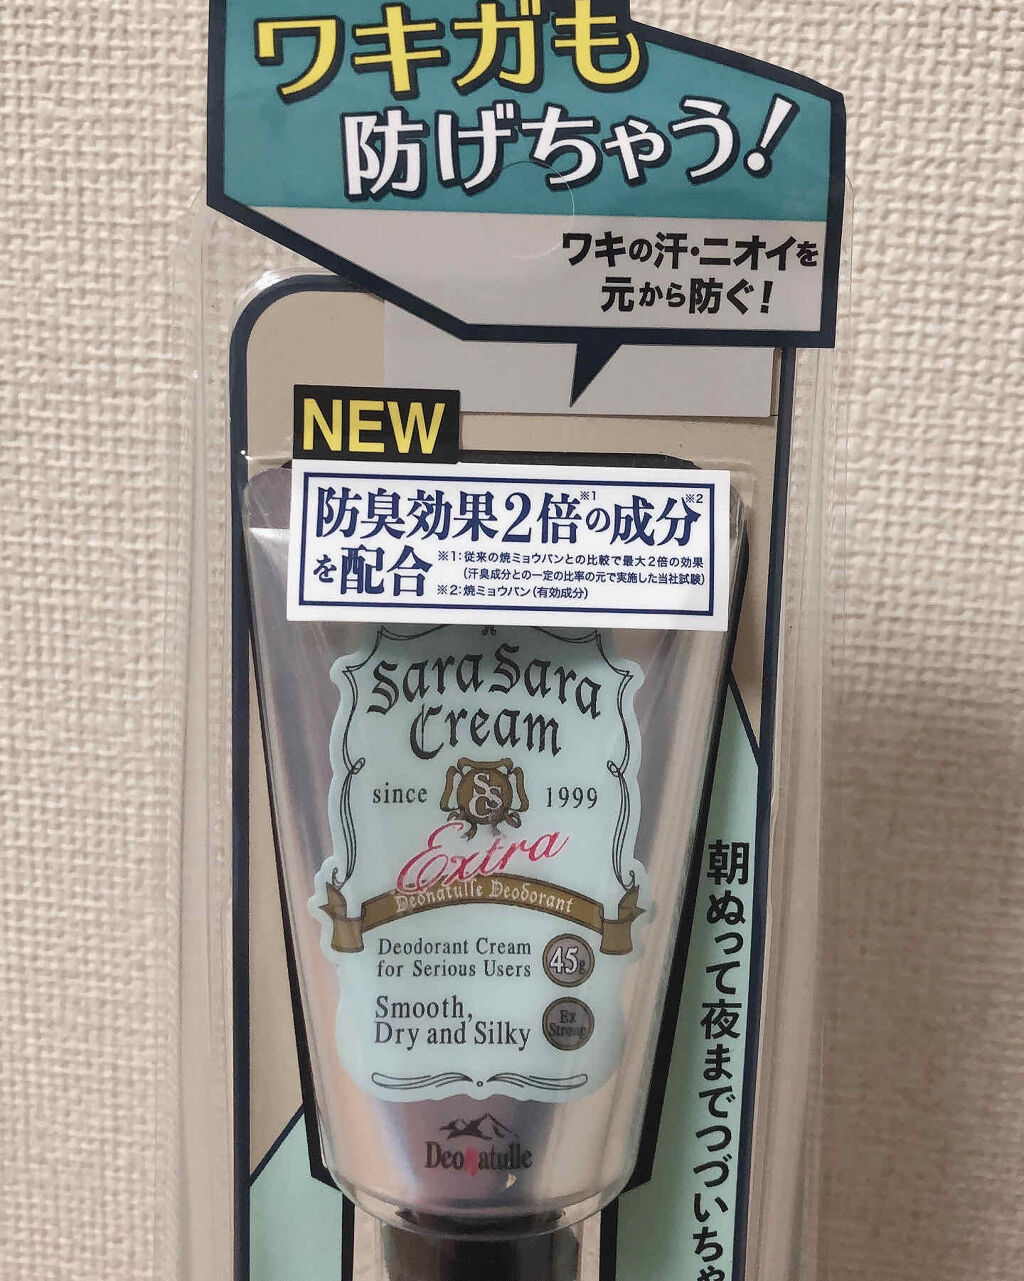 ワキガも
防げちゃう!
ワキの汗・ニオイを
元から防ぐ!
NEW
防臭効果2倍※1の成分※2
を配合
※1:従来の焼ミョウバンとの比較で最大2倍の効果
(汗臭成分との一定の比率の元で実施した当社試験)
※2:焼ミョウバン(有効成分)
SaraSara
Cream
since SSC 1999
Extra
Deonatulle Deodorant
Deodorant Cream
for Serious Users
45g
Smooth,
Dry and Silky
Ex
Strong
Deonatulle
朝ぬって夜までつづいちゃ